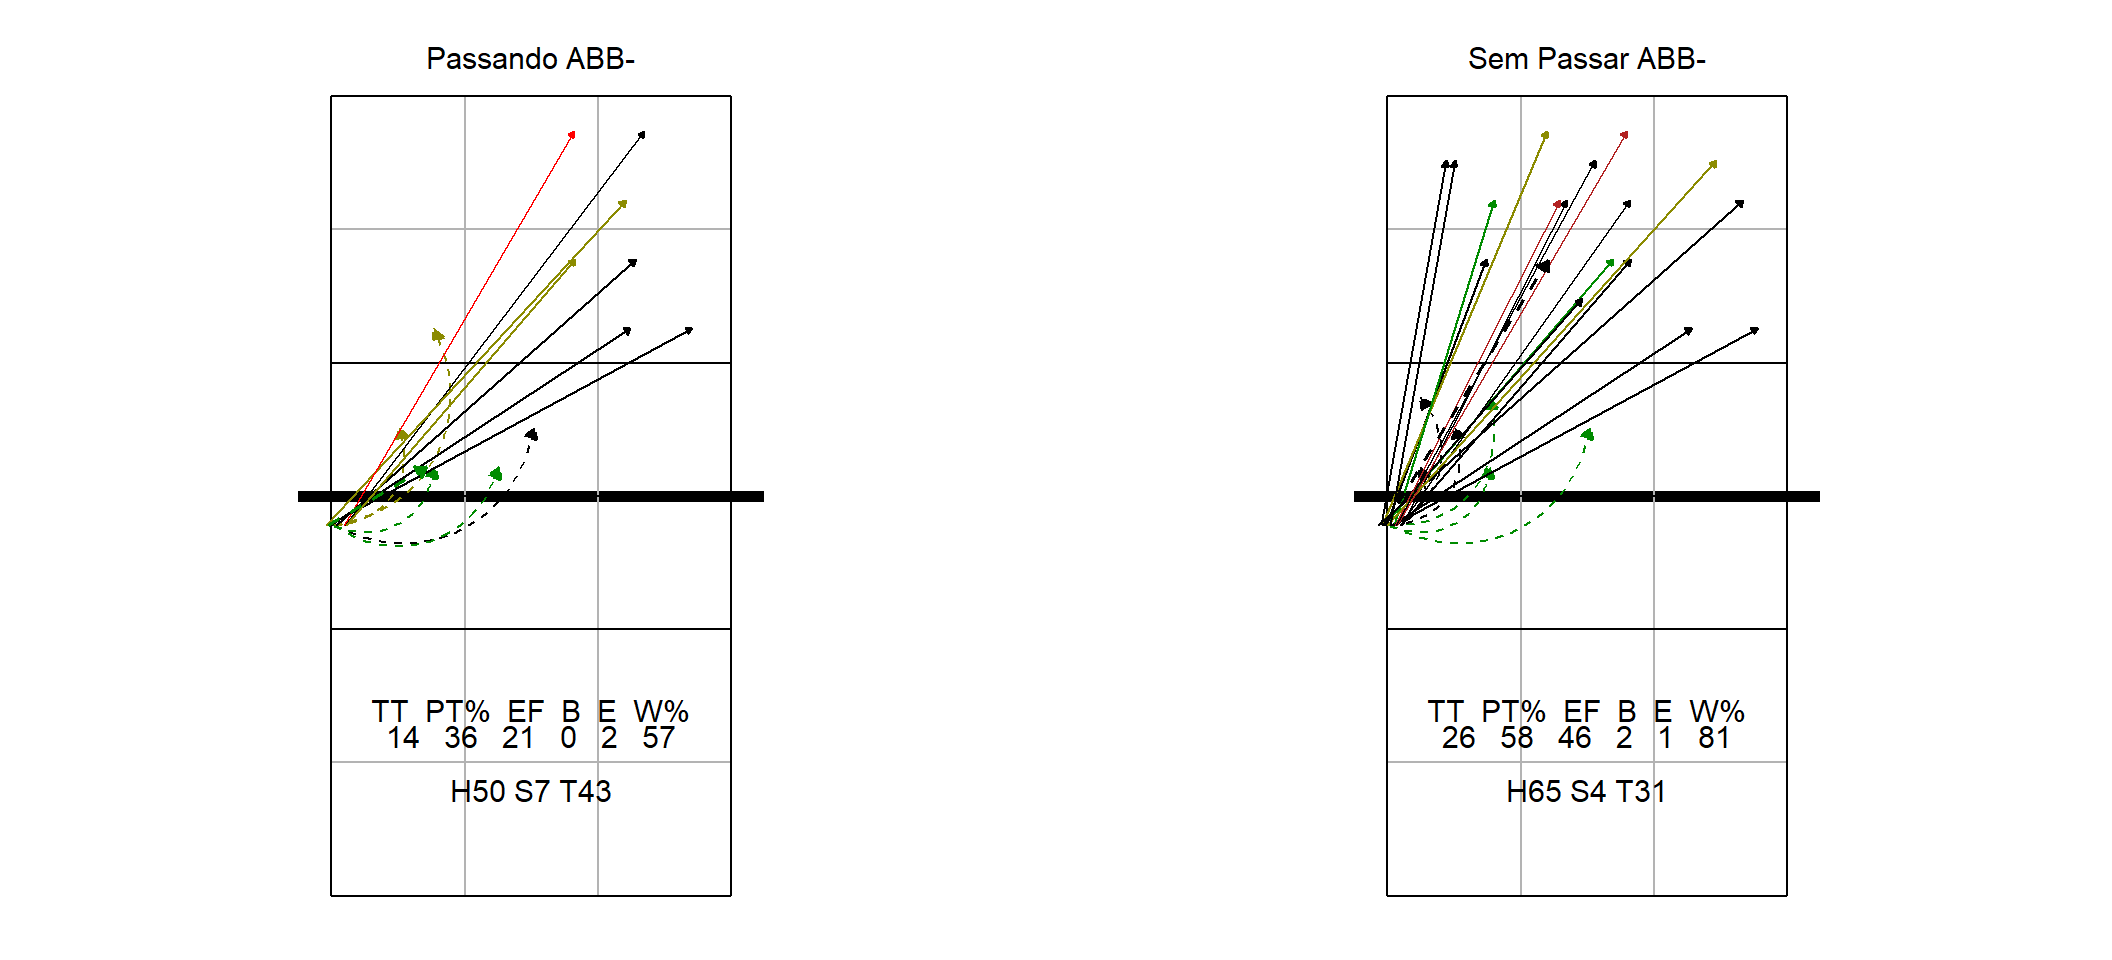 Passando ABB-
TT PT% EF B E W%
14 36 21 0 2 57
H50 S7 T43
Sem Passar ABB-
TT PT% EF B E W%
26 58 46 2 1 81
H65 S4 T31